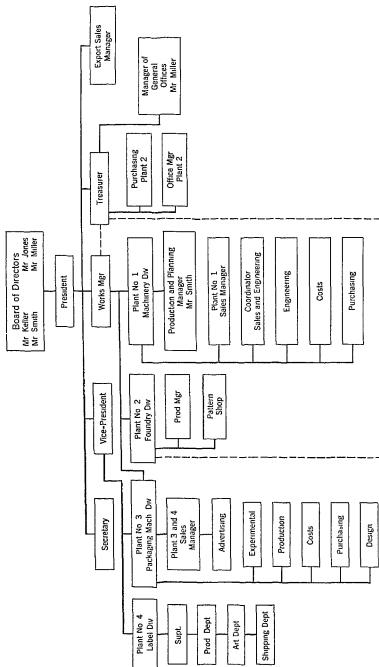 Board of Directors
Mr Keller Mr Jones
Mr Smith Mr Miller
President
Secretary
Vice-President
Works Mgr
Treasurer
Export Sales
Manager
Plant No 4
Label Div
Supt.
Prod Dept
Art Dept
Shipping Dept
Plant No 3
Packaging Mach Div
Plant 3 and 4
Sales
Manager
Advertising
Experimental
Production
Costs
Purchasing
Design
Plant No 2
Foundry Div
Prod Mgr
Pattern
Shop
Plant No 1
Machinery Div
Production and Planning
Manager
Mr Smith
Plant No 1
Sales Manager
Coordinator
Sales and Engineering
Engineering
Costs
Purchasing
Purchasing
Plant 2
Office Mgr
Plant 2
Manager of
General
Offices
Mr Miller